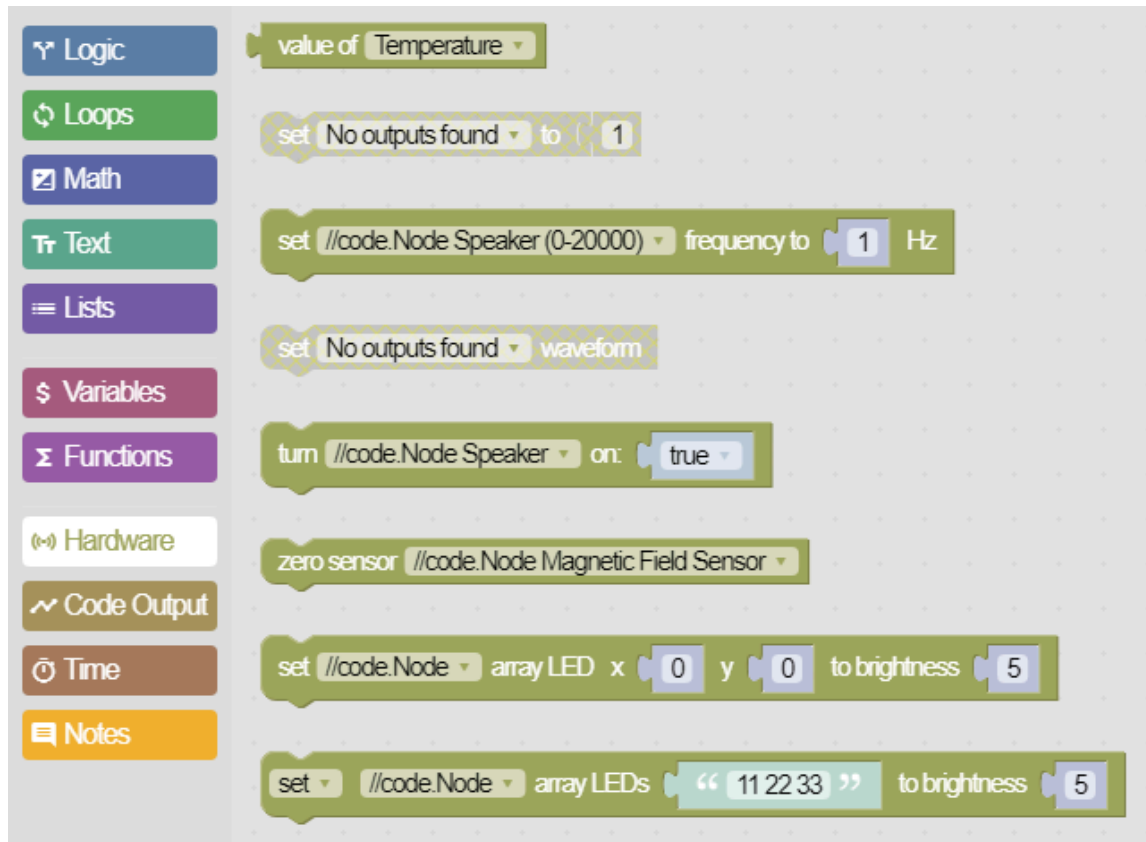 Logic
Loops
Math
Text
Lists
$ Variables
Σ Functions
Hardware
Code Output
Time
Notes
value of Temperature
set No outputs found to 1
set //code.Node Speaker (0-20000) frequency to 1 Hz
set No outputs found waveform
turn //code.Node Speaker on: true
zero sensor //code.Node Magnetic Field Sensor
set //code.Node array LED x 0 y 0 to brightness 5
set //code.Node array LEDs “ 11 22 33 ” to brightness 5